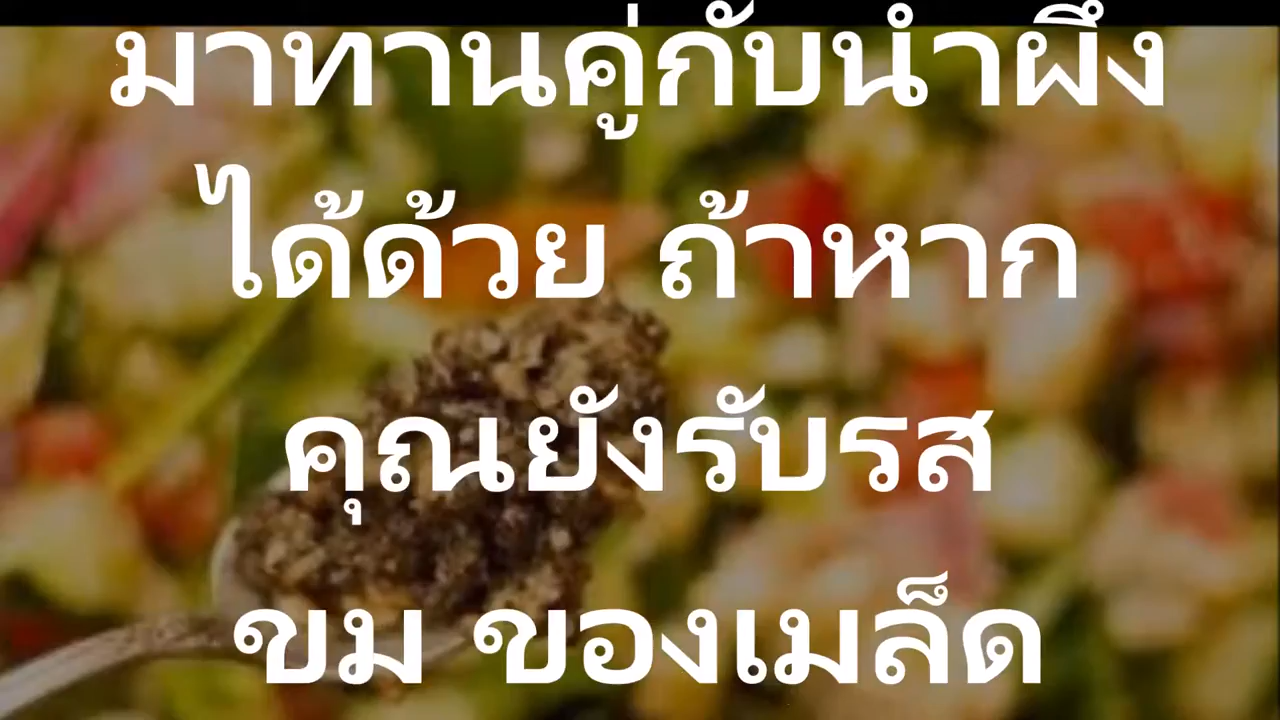 มาทานคู่กับน้ำผึ้ง
ได้ด้วย ถ้าหาก
คุณยังรับรส
ขม ของเมล็ด